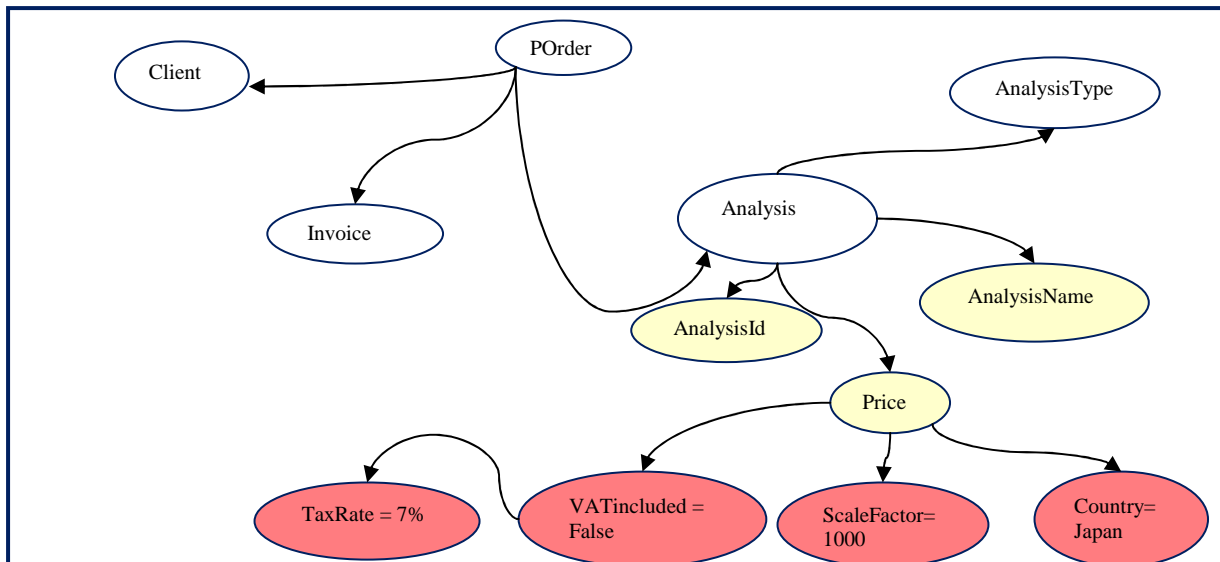 POrder
Client
AnalysisType
Analysis
Invoice
AnalysisName
AnalysisId
Price
TaxRate = 7%
VATincluded =
False
ScaleFactor=
1000
Country=
Japan